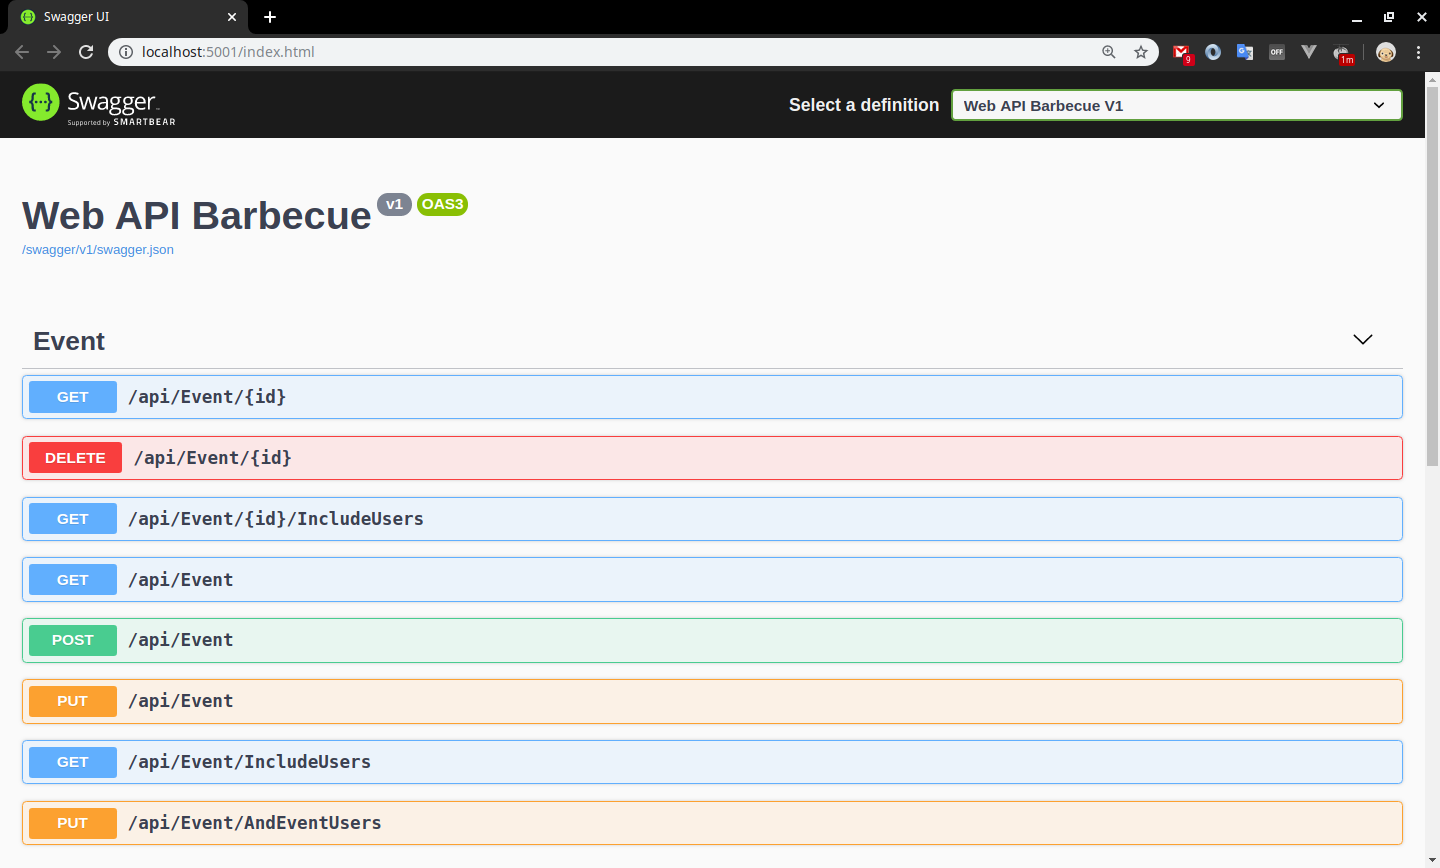 Swagger UI
localhost:5001/index.html
9
OFF
1m
Swagger
Supported by SMARTBEAR
Select a definition
Web API Barbecue V1
Web API Barbecue v1 OAS3
/swagger/v1/swagger.json
Event
GET /api/Event/{id}
DELETE /api/Event/{id}
GET /api/Event/{id}/IncludeUsers
GET /api/Event
POST /api/Event
PUT /api/Event
GET /api/Event/IncludeUsers
PUT /api/Event/AndEventUsers